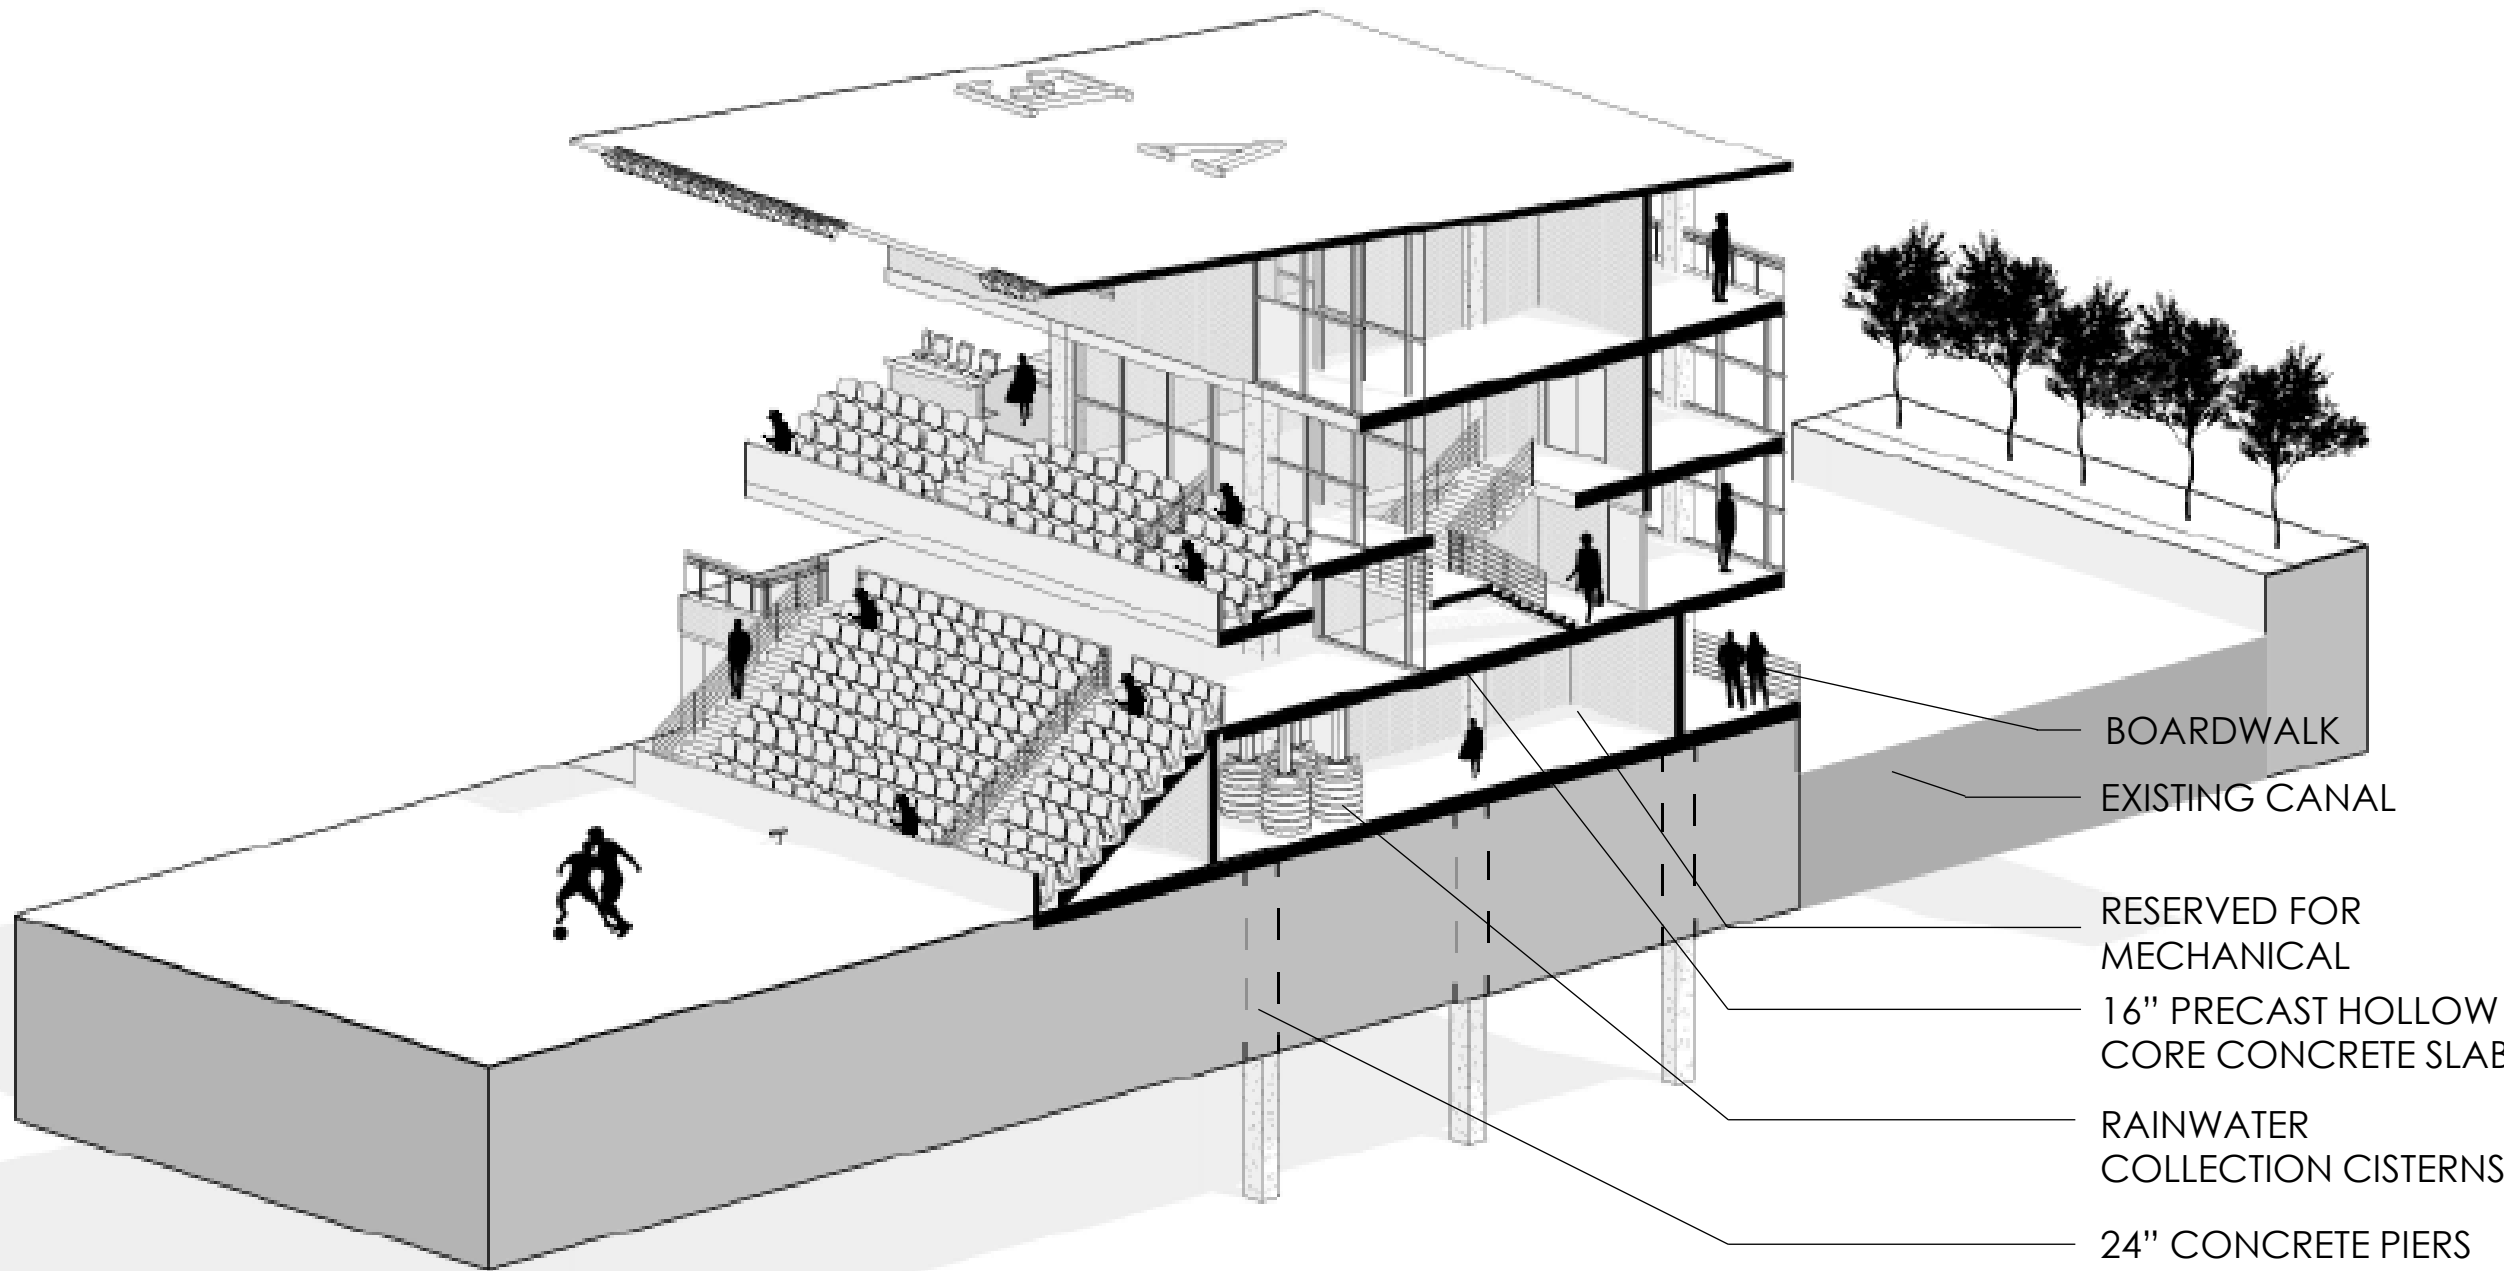 BOARDWALK
EXISTING CANAL
RESERVED FOR
MECHANICAL
16” PRECAST HOLLOW
CORE CONCRETE SLAB
RAINWATER
COLLECTION CISTERNS
24” CONCRETE PIERS